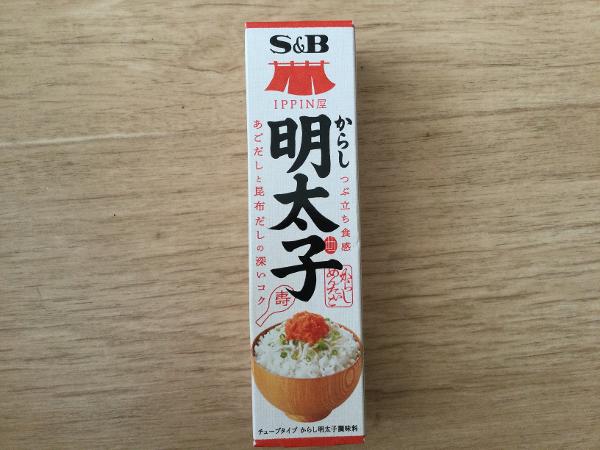 S&B
IPPIN屋
からし
明太子
つぶ立ち食感
あごだしと昆布だしの深いコク
からし
めんたいこ
寿
チューブタイプ からし明太子調味料